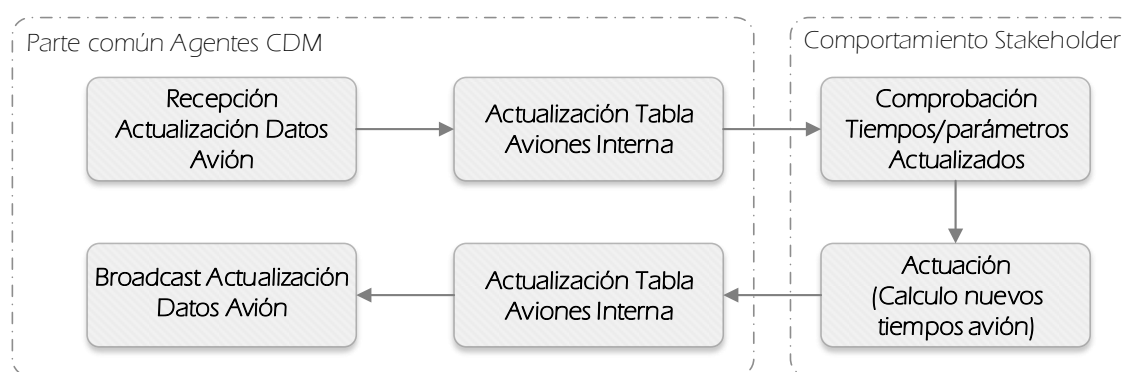 Parte común Agentes CDM
Comportamiento Stakeholder
Recepción
Actualización Datos
Avión
Actualización Tabla
Aviones Interna
Comprobación
Tiempos/parámetros
Actualizados
Broadcast Actualización
Datos Avión
Actualización Tabla
Aviones Interna
Actuación
(Calculo nuevos
tiempos avión)